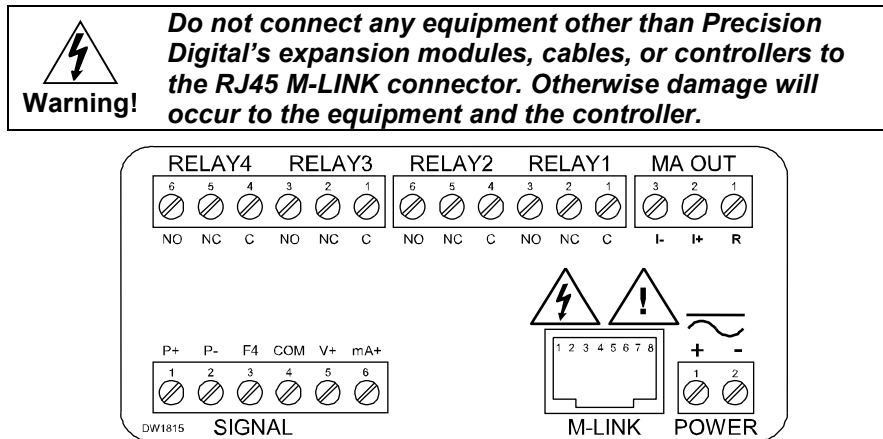 Do not connect any equipment other than Precision
Digital's expansion modules, cables, or controllers to
the RJ45 M-LINK connector. Otherwise damage will
occur to the equipment and the controller.
Warning!
RELAY4 RELAY3 RELAY2 RELAY1 MA OUT
6 5 4 3 2 1 6 5 4 3 2 1 3 2 1
NO NC C NO NC C NO NC C NO NC C I- I+ R
!
P+ P- F4 COM V+ mA+
1 2 3 4 5 6 7 8
+ -
1 2 3 4 5 6
1 2
DW1815 SIGNAL M-LINK POWER